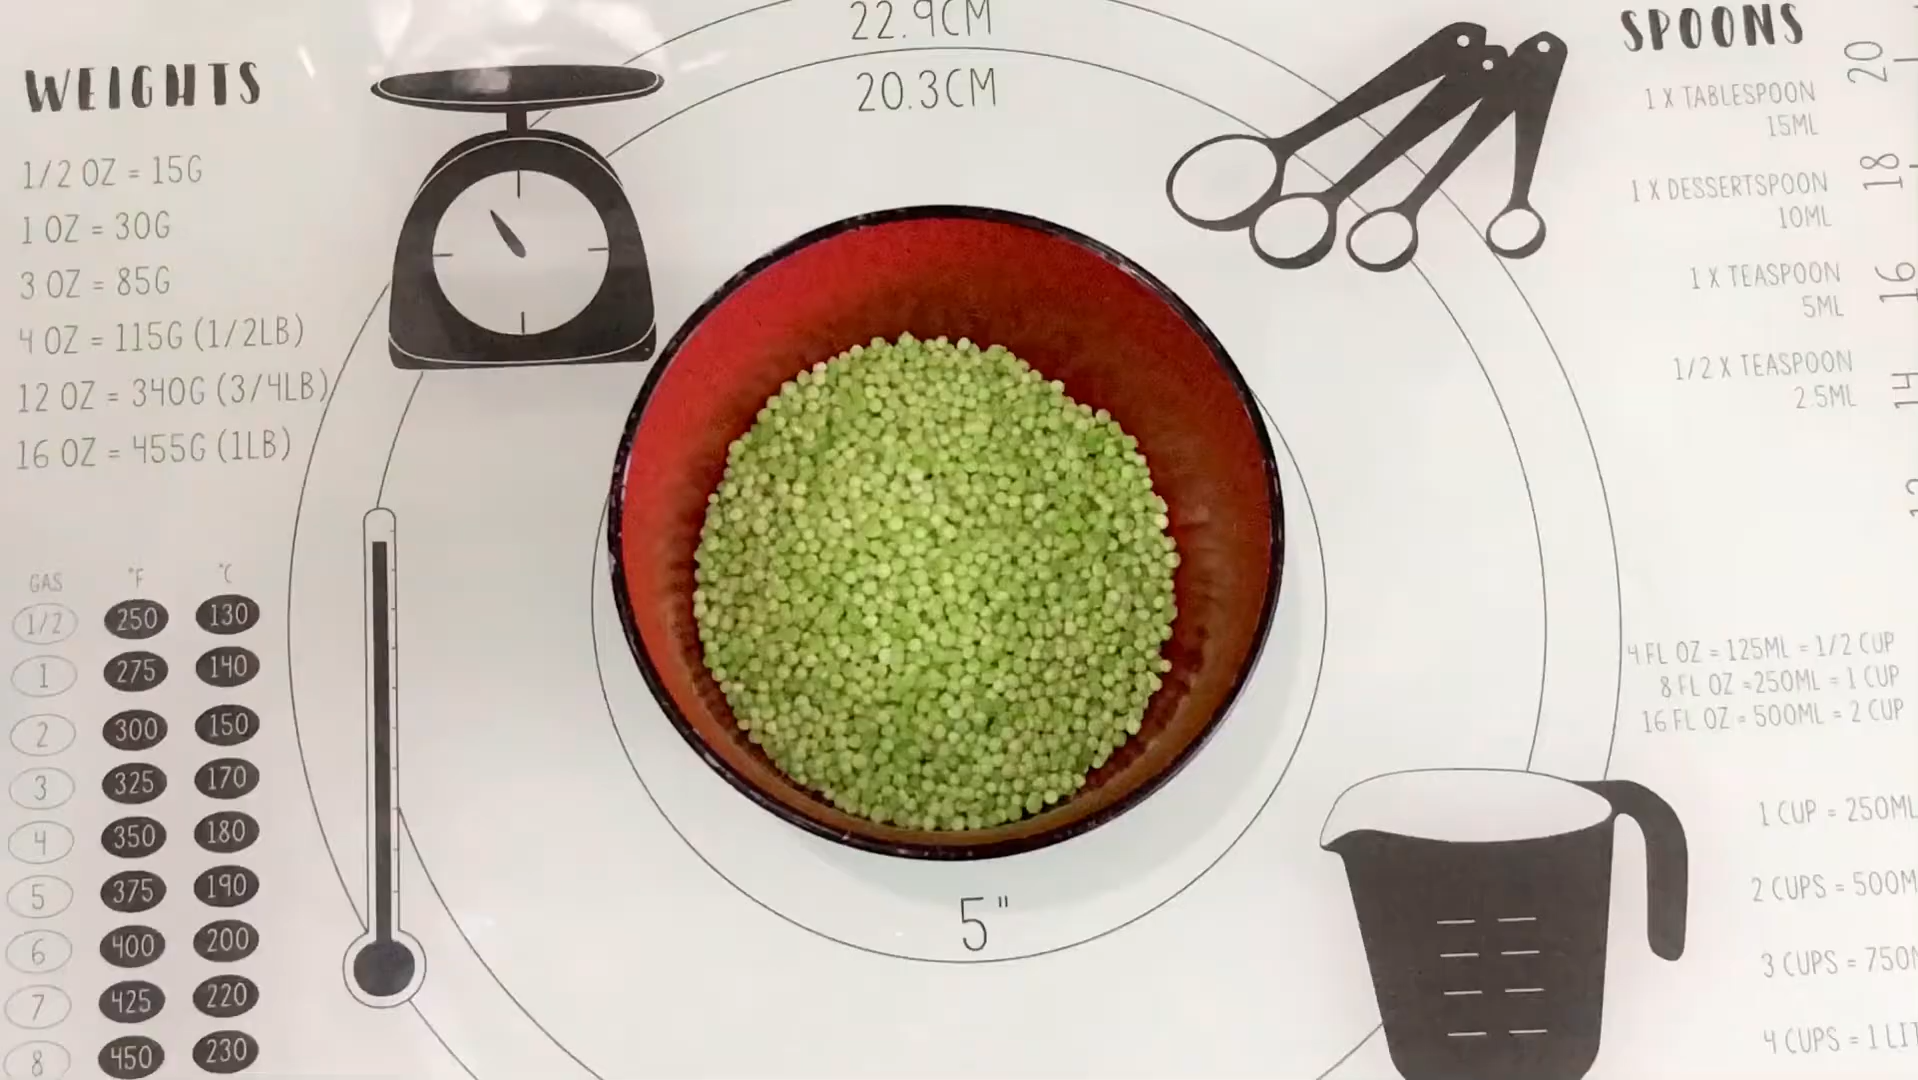 WEIGHTS
1/2 OZ = 15G
1 OZ = 30G
3 OZ = 85G
4 OZ = 115G (1/2LB)
12 OZ = 340G (3/4LB)
16 OZ = 455G (1LB)
GAS °F °C
1/2 250 130
1 275 140
2 300 150
3 325 170
4 350 180
5 375 190
6 400 200
7 425 220
8 450 230
22.9CM
20.3CM
5"
SPOONS
1 X TABLESPOON
15ML
1 X DESSERTSPOON
10ML
1 X TEASPOON
5ML
1/2 X TEASPOON
2.5ML
20
18
16
14
4 FL OZ = 125ML = 1/2 CUP
8 FL OZ =250ML = 1 CUP
16 FL OZ = 500ML = 2 CUP
1 CUP = 250ML
2 CUPS = 500M
3 CUPS = 750
4 CUPS = 1 LI